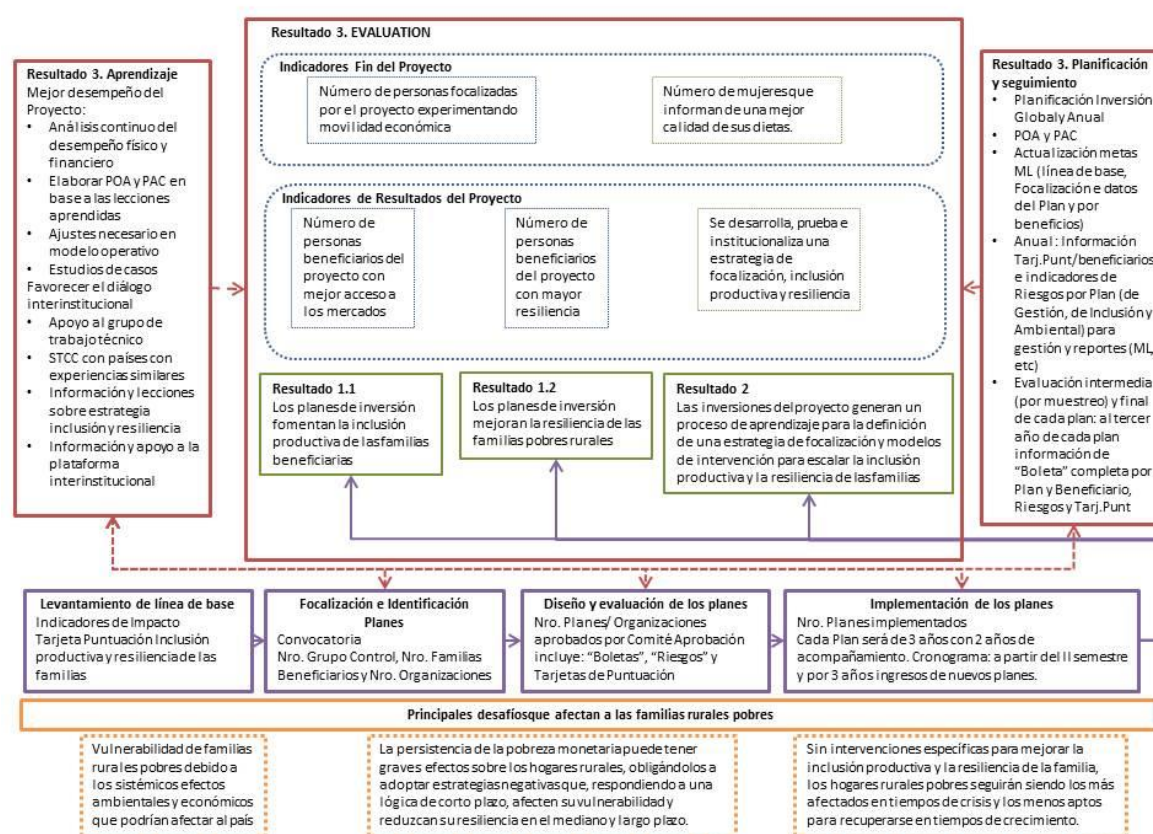 Resultado 3. EVALUATION
Indicadores Fin del Proyecto
Número de personas focalizadas
por el proyecto experimentando
movilidad económica
Número de mujeres que
informan de una mejor
calidad de sus dietas.
Indicadores de Resultados del Proyecto
Número de
personas
beneficiarios del
proyecto con
mejor acceso a
los mercados
Número de
personas
beneficiarios
del proyecto
con mayor
resiliencia
Se desarrolla, prueba e
institucionaliza una
estrategia de
focalización, inclusión
productiva y resiliencia
Resultado 1.1
Los planes de inversión
fomentan la inclusión
productiva de las familias
beneficiarias
Resultado 1.2
Los planes de inversión
mejoran la resiliencia de las
familias pobres rurales
Resultado 2
Las inversiones del proyecto generan un
proceso de aprendizaje para la definición
de una estrategia de focalización y modelos
de intervención para escalar la inclusión
productiva y la resiliencia de las familias
Resultado 3. Aprendizaje
Mejor desempeño del
Proyecto:
• Análisis continuo del
desempeño físico y
financiero
• Elaborar POA y PAC en
base a las lecciones
aprendidas
• Ajustes necesario en
modelo operativo
• Estudios de casos
Favorecer el diálogo
interinstitucional
• Apoyo al grupo de
trabajo técnico
• STCC con países con
experiencias similares
• Información y lecciones
sobre estrategia
inclusión y resiliencia
• Información y apoyo a la
plataforma
interinstitucional
Resultado 3. Planificación
y seguimiento
• Planificación Inversión
Global y Anual
• POA y PAC
• Actualización metas
ML (línea de base,
Focalización e datos
del Plan y por
beneficios)
• Anual: Información
Tarj.Punt/beneficiarios
e indicadores de
Riesgos por Plan (de
Gestión, de Inclusión y
Ambiental) para
gestión y reportes (ML,
etc)
• Evaluación intermedia
(por muestreo) y final
de cada plan: al tercer
año de cada plan
información de
“Boleta” completa por
Plan y Beneficiario,
Riesgos y Tarj.Punt
Levantamiento de línea de base
Indicadores de Impacto
Tarjeta Puntuación Inclusión
productiva y resiliencia de las
familias
Focalización e Identificación
Planes
Convocatoria
Nro. Grupo Control, Nro. Familias
Beneficiarios y Nro. Organizaciones
Diseño y evaluación de los planes
Nro. Planes/ Organizaciones
aprobados por Comité Aprobación
incluye: “Boletas”, “Riesgos” y
Tarjetas de Puntuación
Implementación de los planes
Nro. Planes implementados
Cada Plan será de 3 años con 2 años de
acompañamiento. Cronograma: a partir del II semestre
y por 3 años ingresos de nuevos planes.
Principales desafíos que afectan a las familias rurales pobres
Vulnerabilidad de familias
rurales pobres debido a
los sistémicos efectos
ambientales y económicos
que podrían afectar al país
La persistencia de la pobreza monetaria puede tener
graves efectos sobre los hogares rurales, obligándolos a
adoptar estrategias negativas que, respondiendo a una
lógica de corto plazo, afecten su vulnerabilidad y
reduzcan su resiliencia en el mediano y largo plazo.
Sin intervenciones específicas para mejorar la
inclusión productiva y la resiliencia de la familia,
los hogares rurales pobres seguirán siendo los más
afectados en tiempos de crisis y los menos aptos
para recuperarse en tiempos de crecimiento.